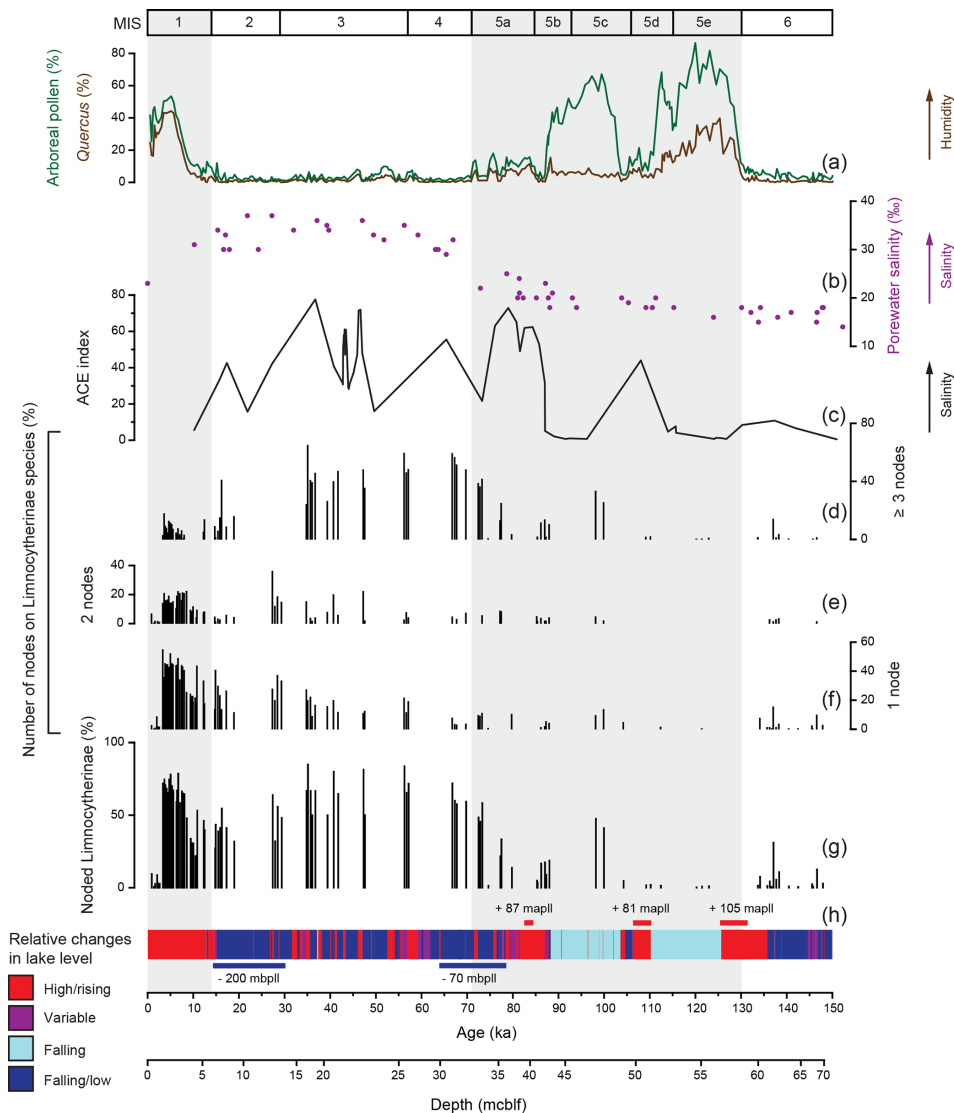 MIS 1 2 3 4 5a 5b 5c 5d 5e 6
Arboreal pollen (%)
Quercus (%)
80
60
40
20
0
(a)
Humidity
Porewater salinity (‰)
40
30
20
10
(b)
Salinity
ACE index
80
60
40
20
0
(c)
Salinity
Number of nodes on Limnocytherinae species (%)
80
40
0
≥ 3 nodes
(d)
2 nodes
40
20
0
(e)
60
40
20
0
1 node
(f)
Noded Limnocytherinae (%)
100
50
0
(g)
(h)
+ 87 mapll
+ 81 mapll
+ 105 mapll
- 200 mbpll
- 70 mbpll
Relative changes
in lake level
High/rising
Variable
Falling
Falling/low
0 10 20 30 40 50 60 70 80 90 100 110 120 130 140 150
Age (ka)
0 5 10 15 20 25 30 35 40 45 50 55 60 65 70
Depth (mcblf)